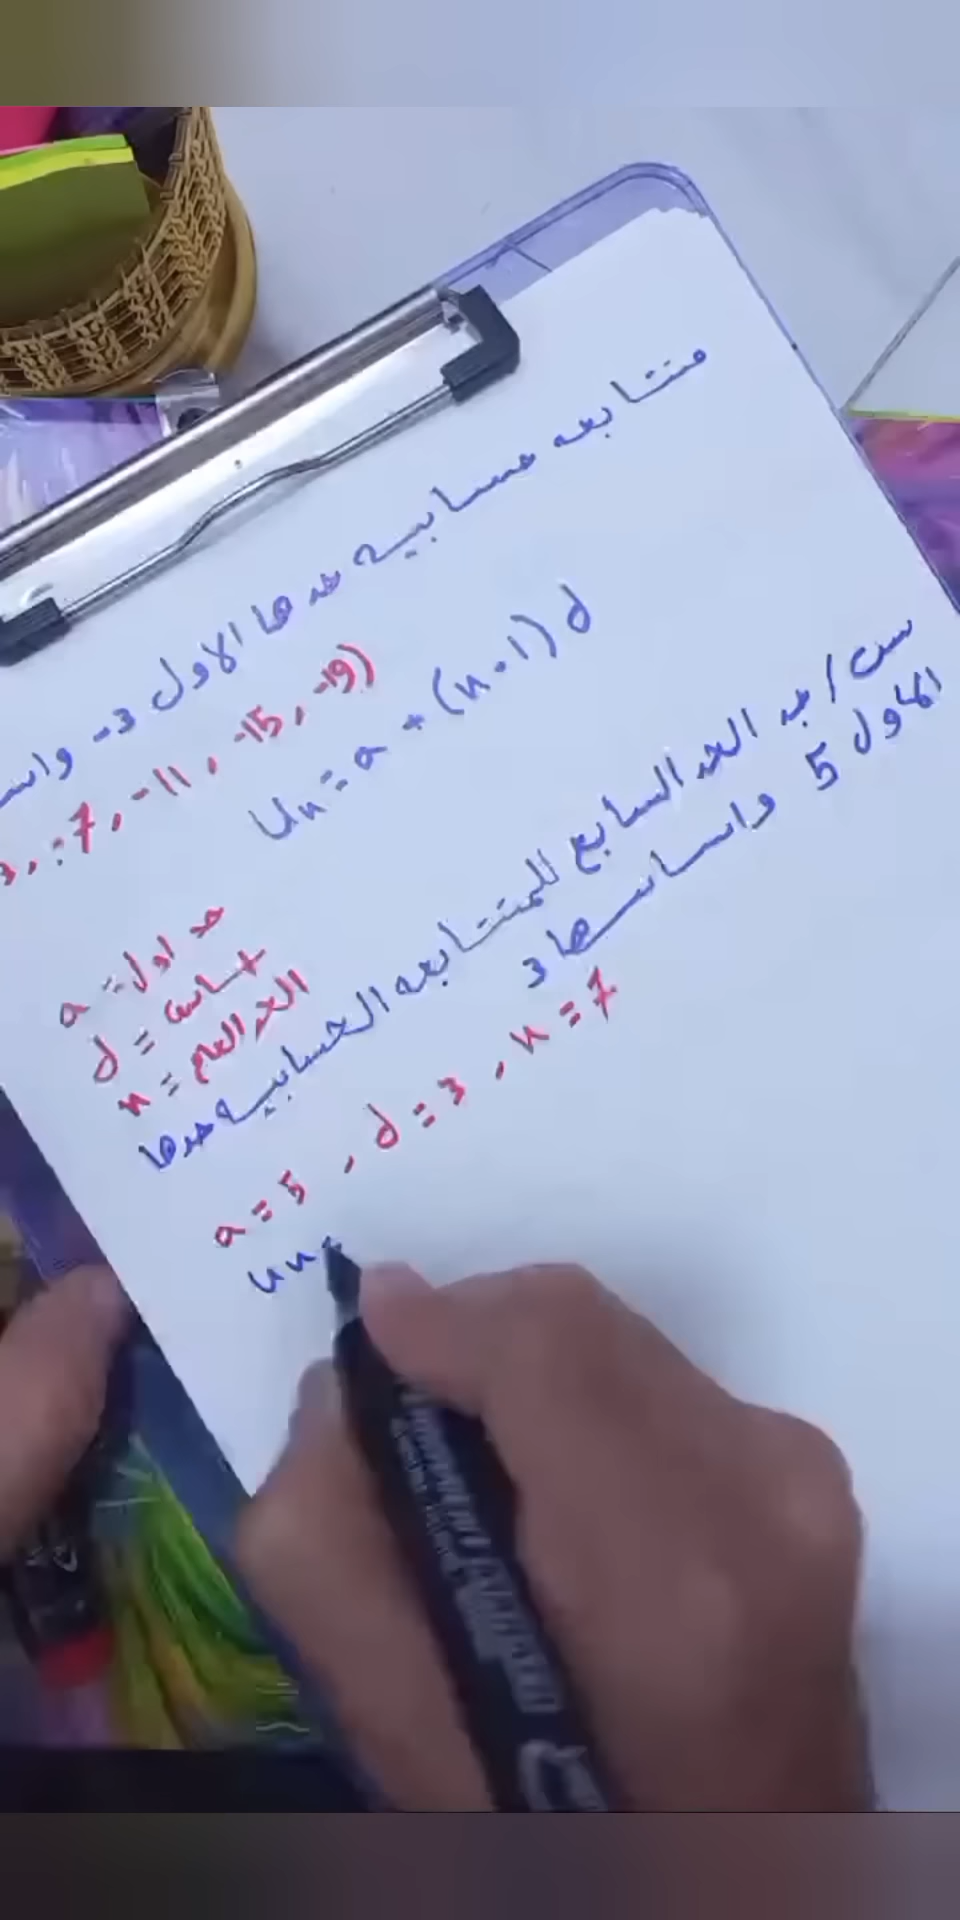 متتابعه حسابيه حدها الاول 3- واسـ
3, -7, -11, -15, -19)
Un = a + (n-1) d
a = حد اول
d = اساس
n = الحد العام
س / جد الحد السابع للمتتابعه الحسابيه حدها
الاول 5 واساسها 3
a = 5 , d = 3 , n = 7
un =